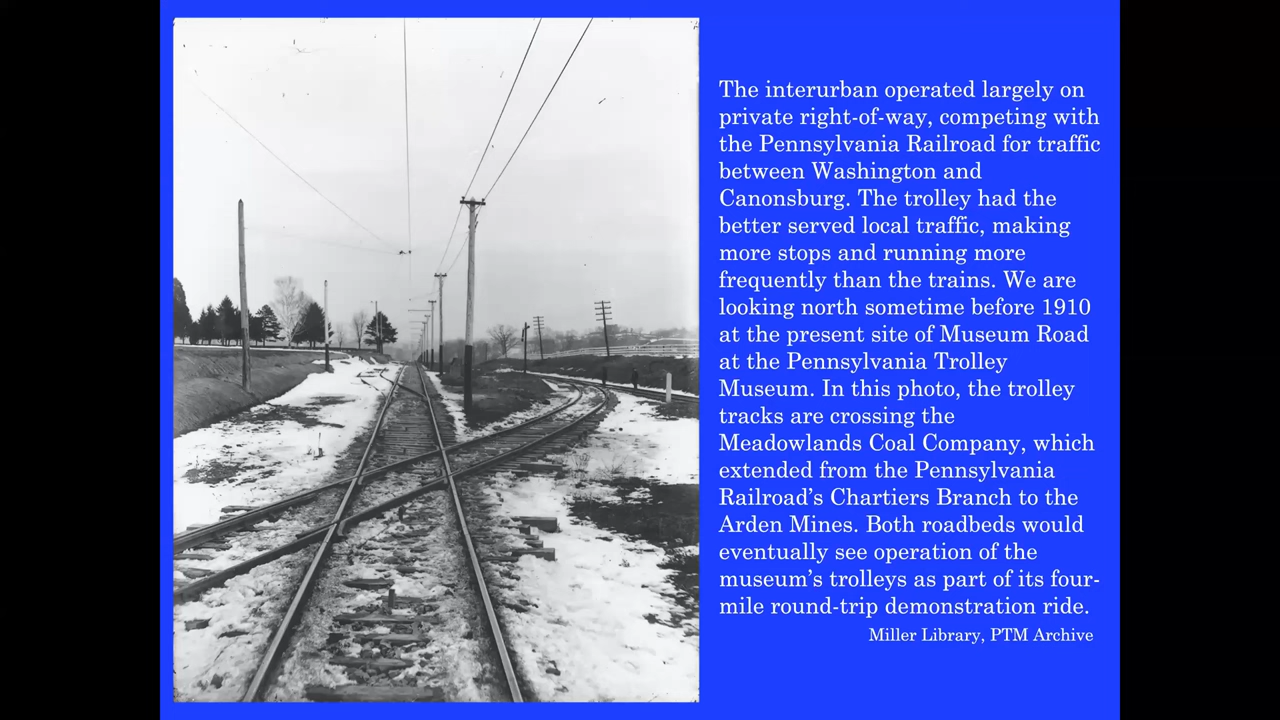 The interurban operated largely on
private right-of-way, competing with
the Pennsylvania Railroad for traffic
between Washington and
Canonsburg. The trolley had the
better served local traffic, making
more stops and running more
frequently than the trains. We are
looking north sometime before 1910
at the present site of Museum Road
at the Pennsylvania Trolley
Museum. In this photo, the trolley
tracks are crossing the
Meadowlands Coal Company, which
extended from the Pennsylvania
Railroad’s Chartiers Branch to the
Arden Mines. Both roadbeds would
eventually see operation of the
museum’s trolleys as part of its four-
mile round-trip demonstration ride.
Miller Library, PTM Archive